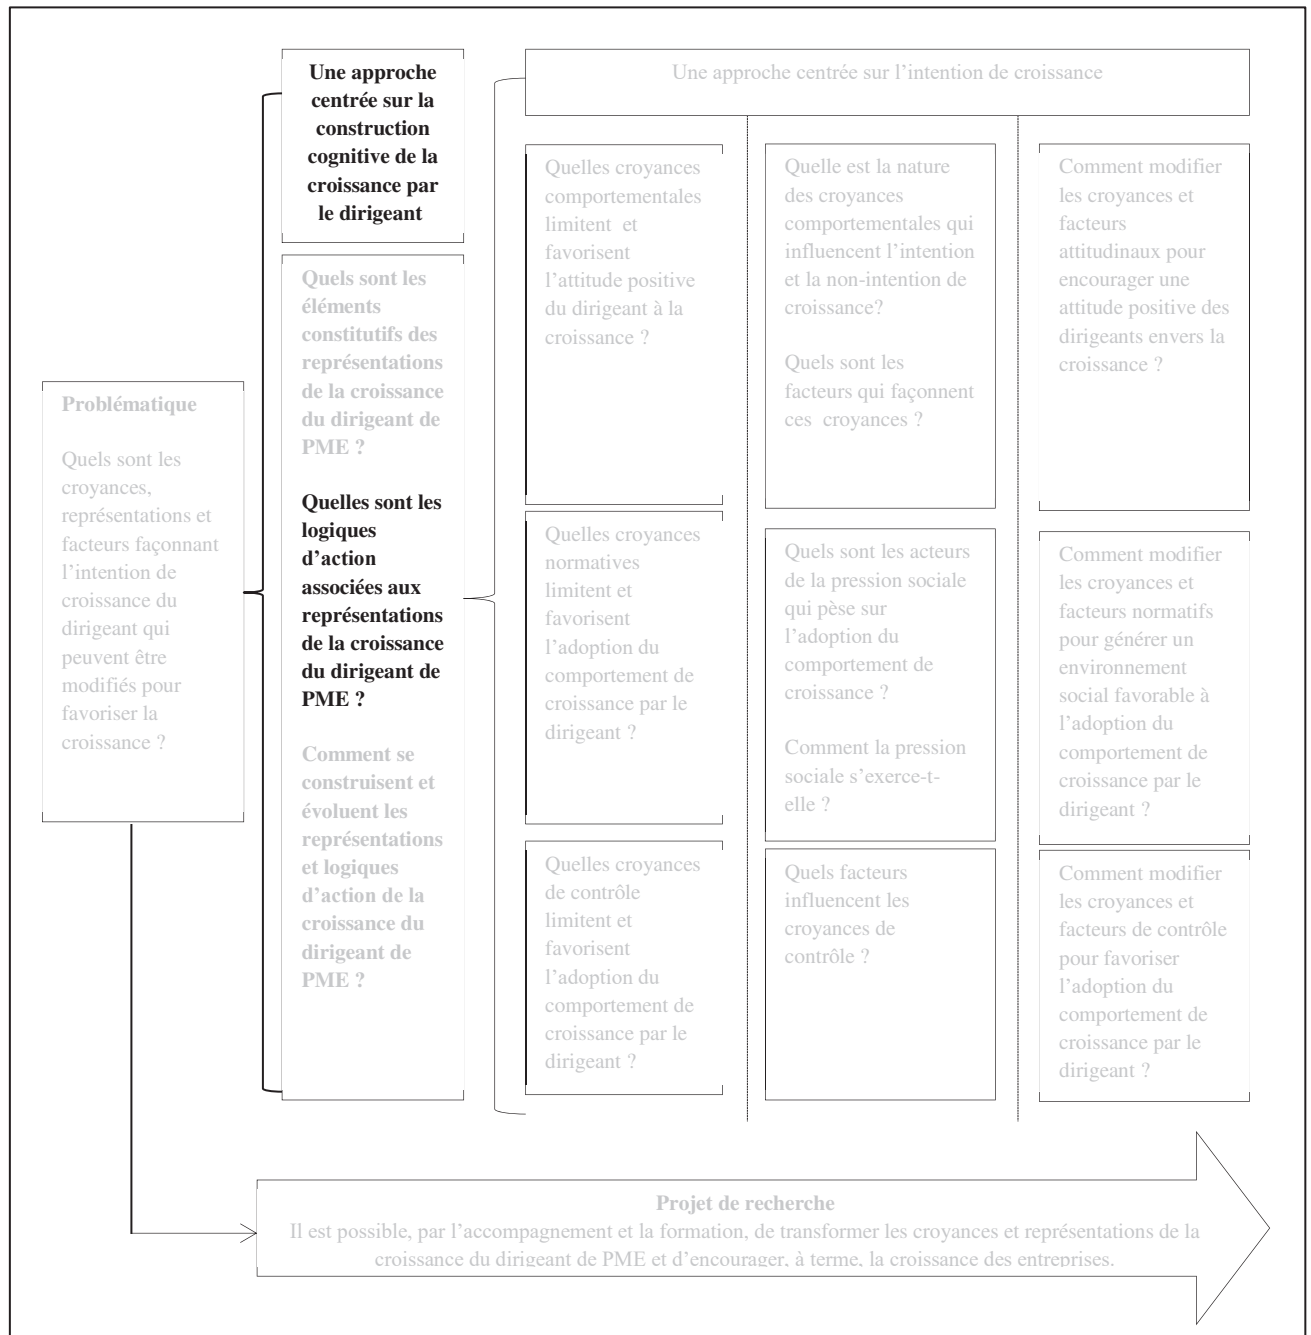 Une approche
centrée sur la
construction
cognitive de la
croissance par
le dirigeant
Une approche centrée sur l'intention de croissance
Problématique
Quels sont les
croyances,
représentations et
facteurs façonnant
l'intention de
croissance du
dirigeant qui
peuvent être
modifiés pour
favoriser la
croissance ?
Quels sont les
éléments
constitutifs des
représentations
de la croissance
du dirigeant de
PME ?
Quelles sont les
logiques
d'action
associées aux
représentations
de la croissance
du dirigeant de
PME ?
Comment se
construisent et
évoluent les
représentations
et logiques
d'action de la
croissance du
dirigeant de
PME ?
Quelles croyances
comportementales
limitent et
favorisent
l'attitude positive
du dirigeant à la
croissance ?
Quelle est la nature
des croyances
comportementales qui
influencent l'intention
et la non-intention de
croissance?
Quels sont les
facteurs qui façonnent
ces croyances ?
Comment modifier
les croyances et
facteurs
attitudinaux pour
encourager une
attitude positive des
dirigeants envers la
croissance ?
Quelles croyances
normatives
limitent et
favorisent
l'adoption du
comportement de
croissance par le
dirigeant ?
Quels sont les acteurs
de la pression sociale
qui pèse sur
l'adoption du
comportement de
croissance ?
Comment la pression
sociale s'exerce-t-
elle ?
Comment modifier
les croyances et
facteurs normatifs
pour générer un
environnement
social favorable à
l'adoption du
comportement de
croissance par le
dirigeant ?
Quelles croyances
de contrôle
limitent et
favorisent
l'adoption du
comportement de
croissance par le
dirigeant ?
Quels facteurs
influencent les
croyances de
contrôle ?
Comment modifier
les croyances et
facteurs de contrôle
pour favoriser
l'adoption du
comportement de
croissance par le
dirigeant ?
Projet de recherche
Il est possible, par l'accompagnement et la formation, de transformer les croyances et représentations de la
croissance du dirigeant de PME et d'encourager, à terme, la croissance des entreprises.